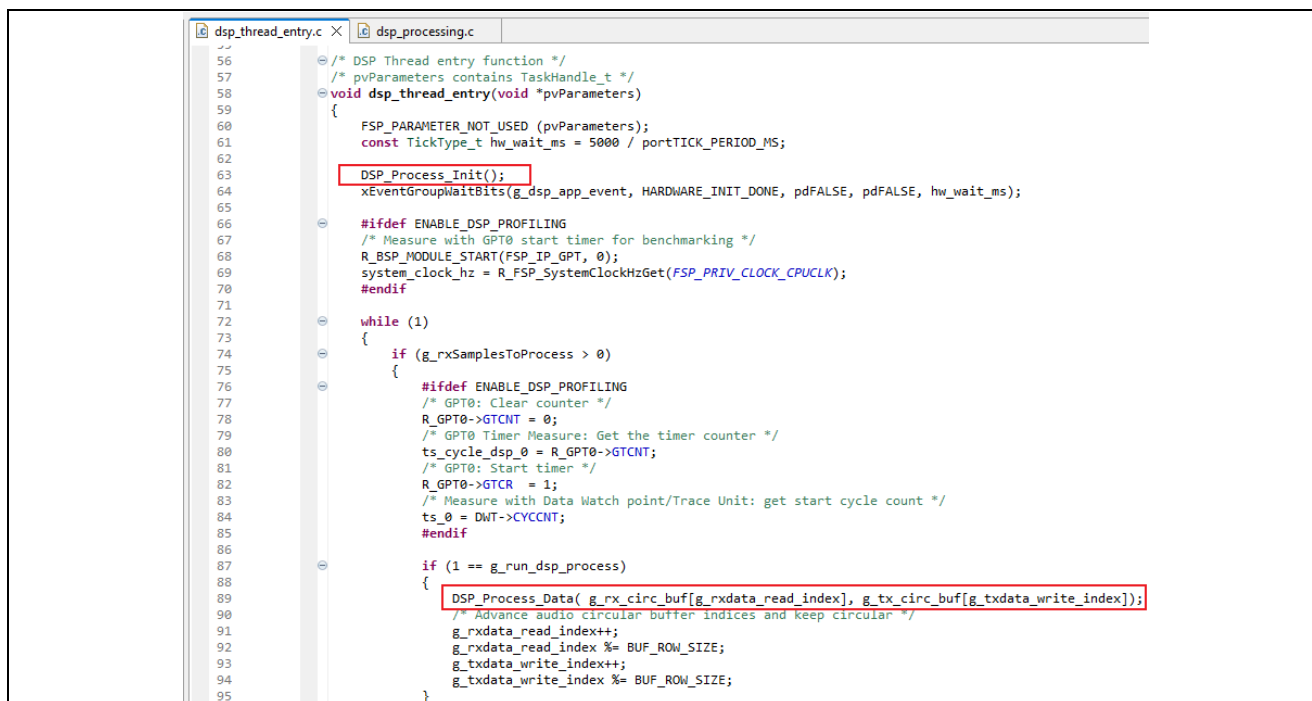 dsp_thread_entry.c dsp_processing.c
56 /* DSP Thread entry function */
57 /* pvParameters contains TaskHandle_t */
58 void dsp_thread_entry(void *pvParameters)
59 {
60 FSP_PARAMETER_NOT_USED (pvParameters);
61 const TickType_t hw_wait_ms = 5000 / portTICK_PERIOD_MS;
62
63 DSP_Process_Init();
64 xEventGroupWaitBits(g_dsp_app_event, HARDWARE_INIT_DONE, pdFALSE, pdFALSE, hw_wait_ms);
65
66 #ifdef ENABLE_DSP_PROFILING
67 /* Measure with GPT0 start timer for benchmarking */
68 R_BSP_MODULE_START(FSP_IP_GPT, 0);
69 system_clock_hz = R_FSP_SystemClockHzGet(FSP_PRIV_CLOCK_CPUCLK);
70 #endif
71
72 while (1)
73 {
74 if (g_rxSamplesToProcess > 0)
75 {
76 #ifdef ENABLE_DSP_PROFILING
77 /* GPT0: Clear counter */
78 R_GPT0->GTCNT = 0;
79 /* GPT0 Timer Measure: Get the timer counter */
80 ts_cycle_dsp_0 = R_GPT0->GTCNT;
81 /* GPT0: Start timer */
82 R_GPT0->GTCR = 1;
83 /* Measure with Data Watch point/Trace Unit: get start cycle count */
84 ts_0 = DWT->CYCCNT;
85 #endif
86
87 if (1 == g_run_dsp_process)
88 {
89 DSP_Process_Data( g_rx_circ_buf[g_rxdata_read_index], g_tx_circ_buf[g_txdata_write_index]);
90 /* Advance audio circular buffer indices and keep circular */
91 g_rxdata_read_index++;
92 g_rxdata_read_index %= BUF_ROW_SIZE;
93 g_txdata_write_index++;
94 g_txdata_write_index %= BUF_ROW_SIZE;
95 }